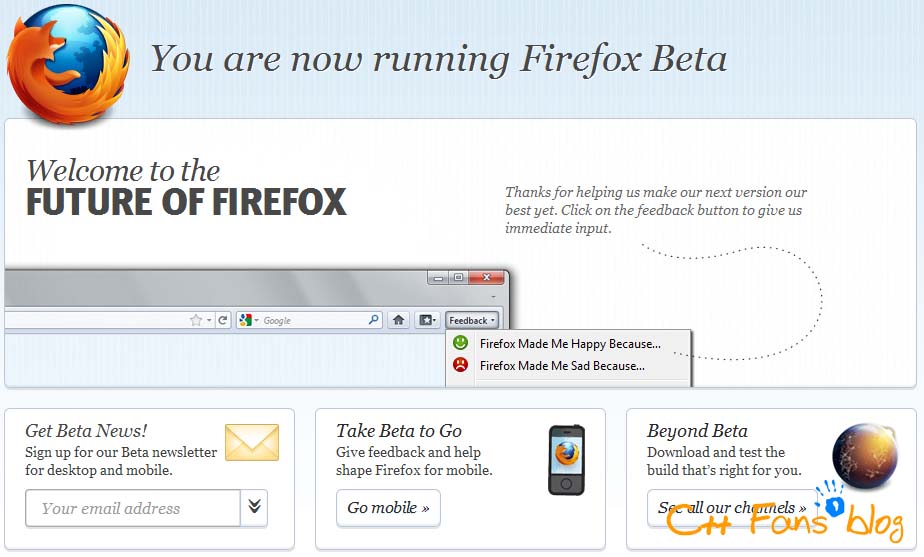 You are now running Firefox Beta
Welcome to the
FUTURE OF FIREFOX
Thanks for helping us make our next version our
best yet. Click on the feedback button to give us
immediate input.
Google
Feedback
Firefox Made Me Happy Because...
Firefox Made Me Sad Because...
Get Beta News!
Sign up for our Beta newsletter
for desktop and mobile.
Your email address
Take Beta to Go
Give feedback and help
shape Firefox for mobile.
Go mobile »
Beyond Beta
Download and test the
build that's right for you.
See all our channels »
CH Fans blog